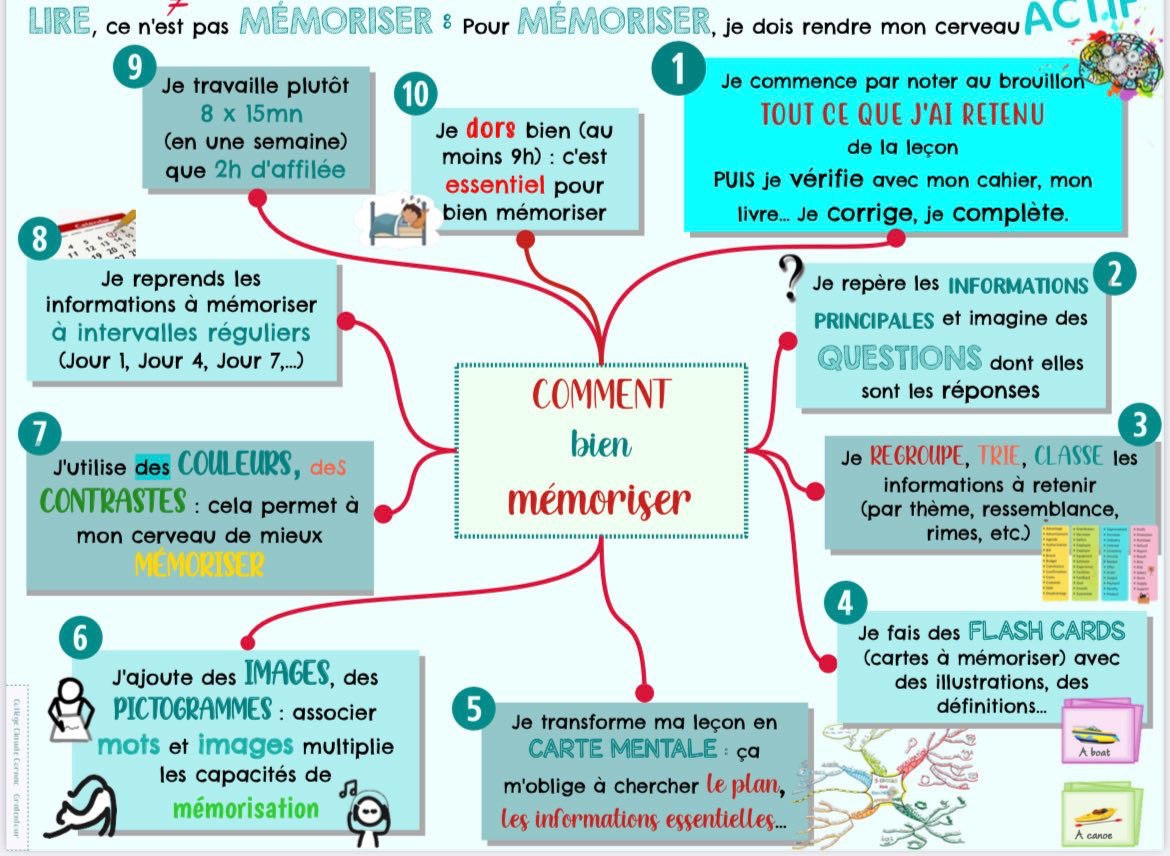 LIRE, ce n'est pas MÉMORISER : Pour MÉMORISER, je dois rendre mon cerveau ACTIF
1
Je commence par noter au brouillon
TOUT CE QUE J'AI RETENU
de la leçon
PUIS je vérifie avec mon cahier, mon
livre... Je corrige, je complète.
2
?
Je repère les INFORMATIONS
PRINCIPALES et imagine des
QUESTIONS dont elles
sont les réponses
3
Je REGROUPE, TRIE, CLASSE les
informations à retenir
(par thème, ressemblance,
rimes, etc.)
4
Je fais des FLASH CARDS
(cartes à mémoriser) avec
des illustrations, des
définitions...
A boat
A canoe
5
Je transforme ma leçon en
CARTE MENTALE : ça
m'oblige à chercher le plan,
les informations essentielles...
6
J'ajoute des IMAGES, des
PICTOGRAMMES : associer
mots et images multiplie
les capacités de
mémorisation
7
J'utilise des COULEURS, des
CONTRASTES : cela permet à
mon cerveau de mieux
MÉMORISER
8
Je reprends les
informations à mémoriser
à intervalles réguliers
(Jour 1, Jour 4, Jour 7,...)
9
Je travaille plutôt
8 x 15mn
(en une semaine)
que 2h d'affilée
10
Je dors bien (au
moins 9h) : c'est
essentiel pour
bien mémoriser
COMMENT
bien
mémoriser
Collège Claude Cornac Gratentour